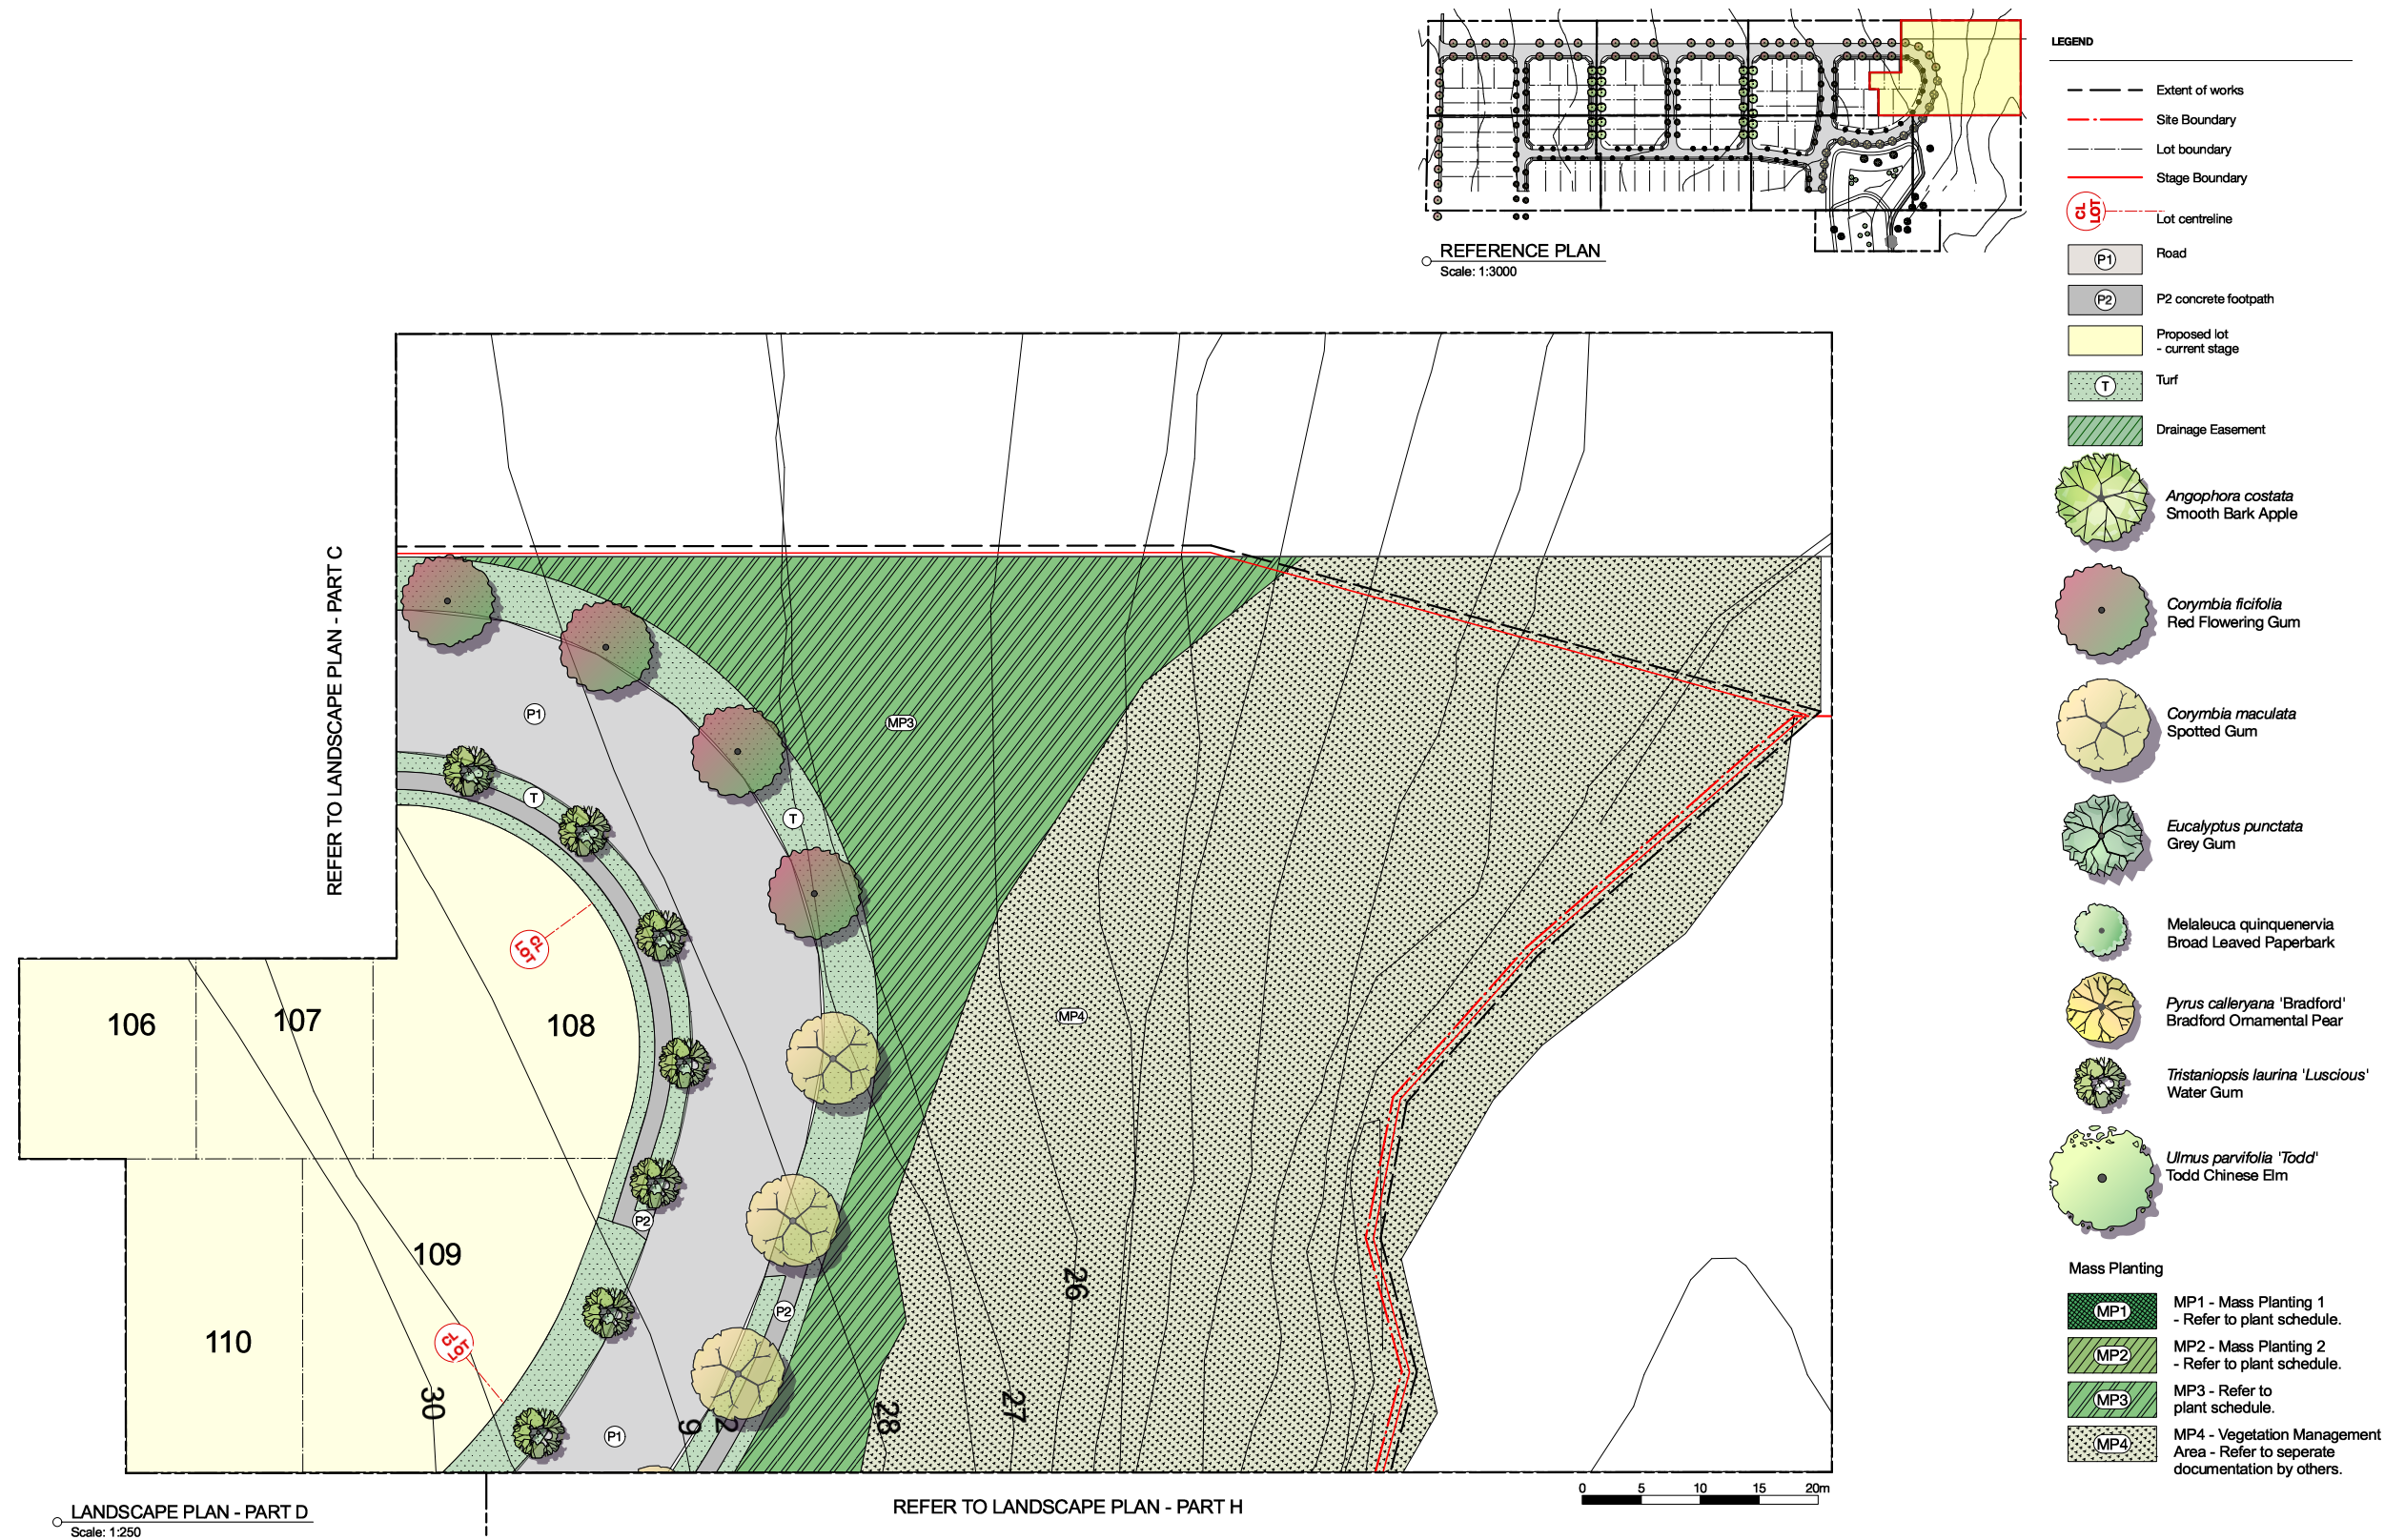 REFERENCE PLAN
Scale: 1:3000
LEGEND
Extent of works
Site Boundary
Lot boundary
Stage Boundary
CL
LOT
Lot centreline
P1
Road
P2
P2 concrete footpath
Proposed lot
- current stage
T
Turf
Drainage Easement
Angophora costata
Smooth Bark Apple
Corymbia ficifolia
Red Flowering Gum
Corymbia maculata
Spotted Gum
Eucalyptus punctata
Grey Gum
Melaleuca quinquenervia
Broad Leaved Paperbark
Pyrus calleryana 'Bradford'
Bradford Ornamental Pear
Tristaniopsis laurina 'Luscious'
Water Gum
Ulmus parvifolia 'Todd'
Todd Chinese Elm
Mass Planting
MP1
MP1 - Mass Planting 1
- Refer to plant schedule.
MP2
MP2 - Mass Planting 2
- Refer to plant schedule.
MP3
MP3 - Refer to
plant schedule.
MP4
MP4 - Vegetation Management
Area - Refer to seperate
documentation by others.
REFER TO LANDSCAPE PLAN - PART C
P1
MP3
T
T
CL
LOT
106
107
108
MP4
P2
109
110
CL
LOT
P2
26
30
9
2
28
27
P1
REFER TO LANDSCAPE PLAN - PART H
0 5 10 15 20m
LANDSCAPE PLAN - PART D
Scale: 1:250